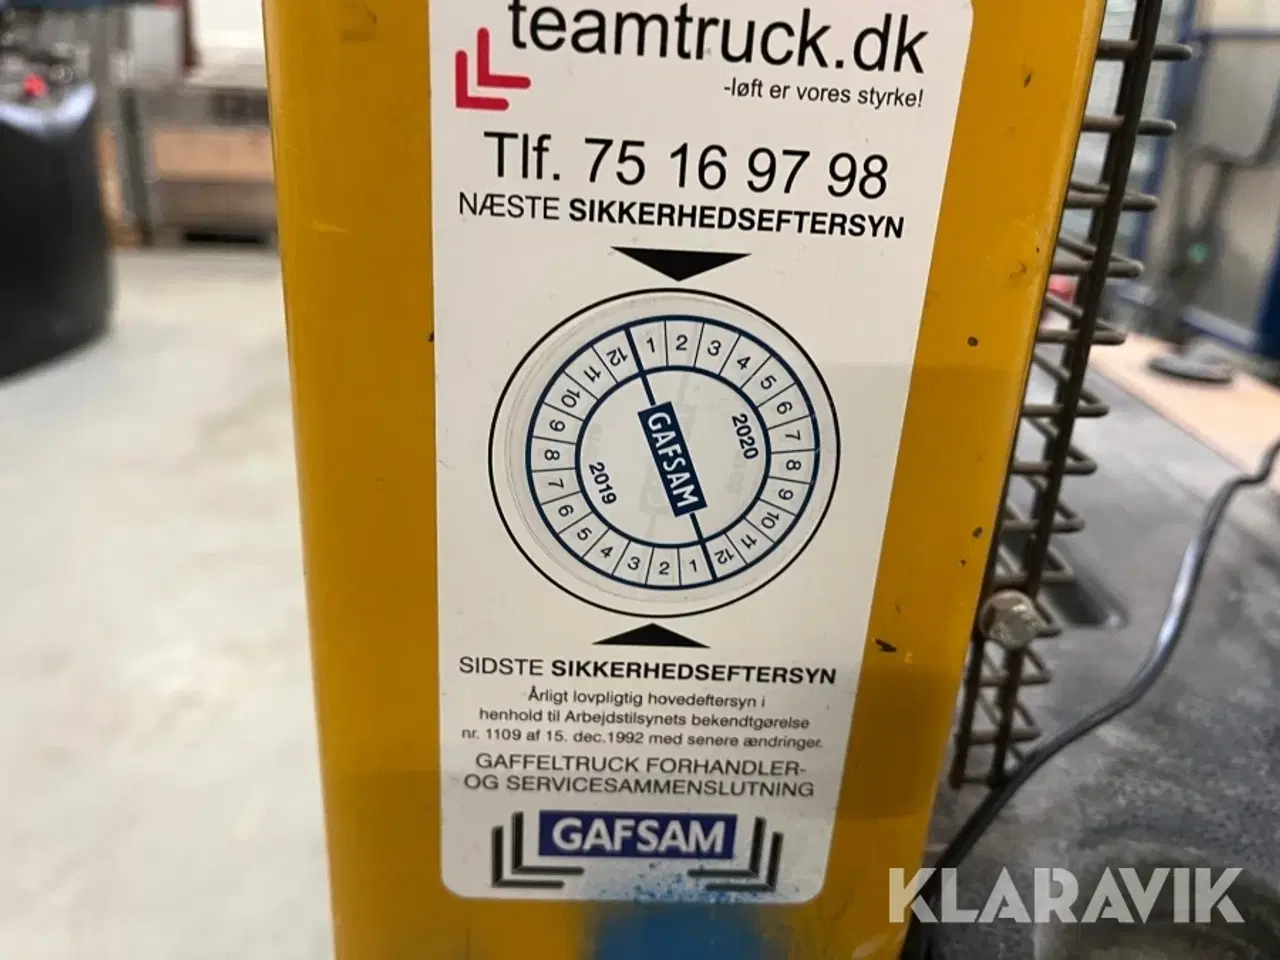 teamtruck.dk
-løft er vores styrke!
Tlf. 75 16 97 98
NÆSTE SIKKERHEDSEFTERSYN
1 2 3 4 5 6 7 8 9 10 11 12
2020
GAFSAM
2019
1 2 3 4 5 6 7 8 9 10 11 12
SIDSTE SIKKERHEDSEFTERSYN
Årligt lovpligtig hovedeftersyn i
henhold til Arbejdstilsynets bekendtgørelse
nr. 1109 af 15. dec.1992 med senere ændringer.
GAFFELTRUCK FORHANDLER-
OG SERVICESAMMENSLUTNING
GAFSAM
KLARAVIK